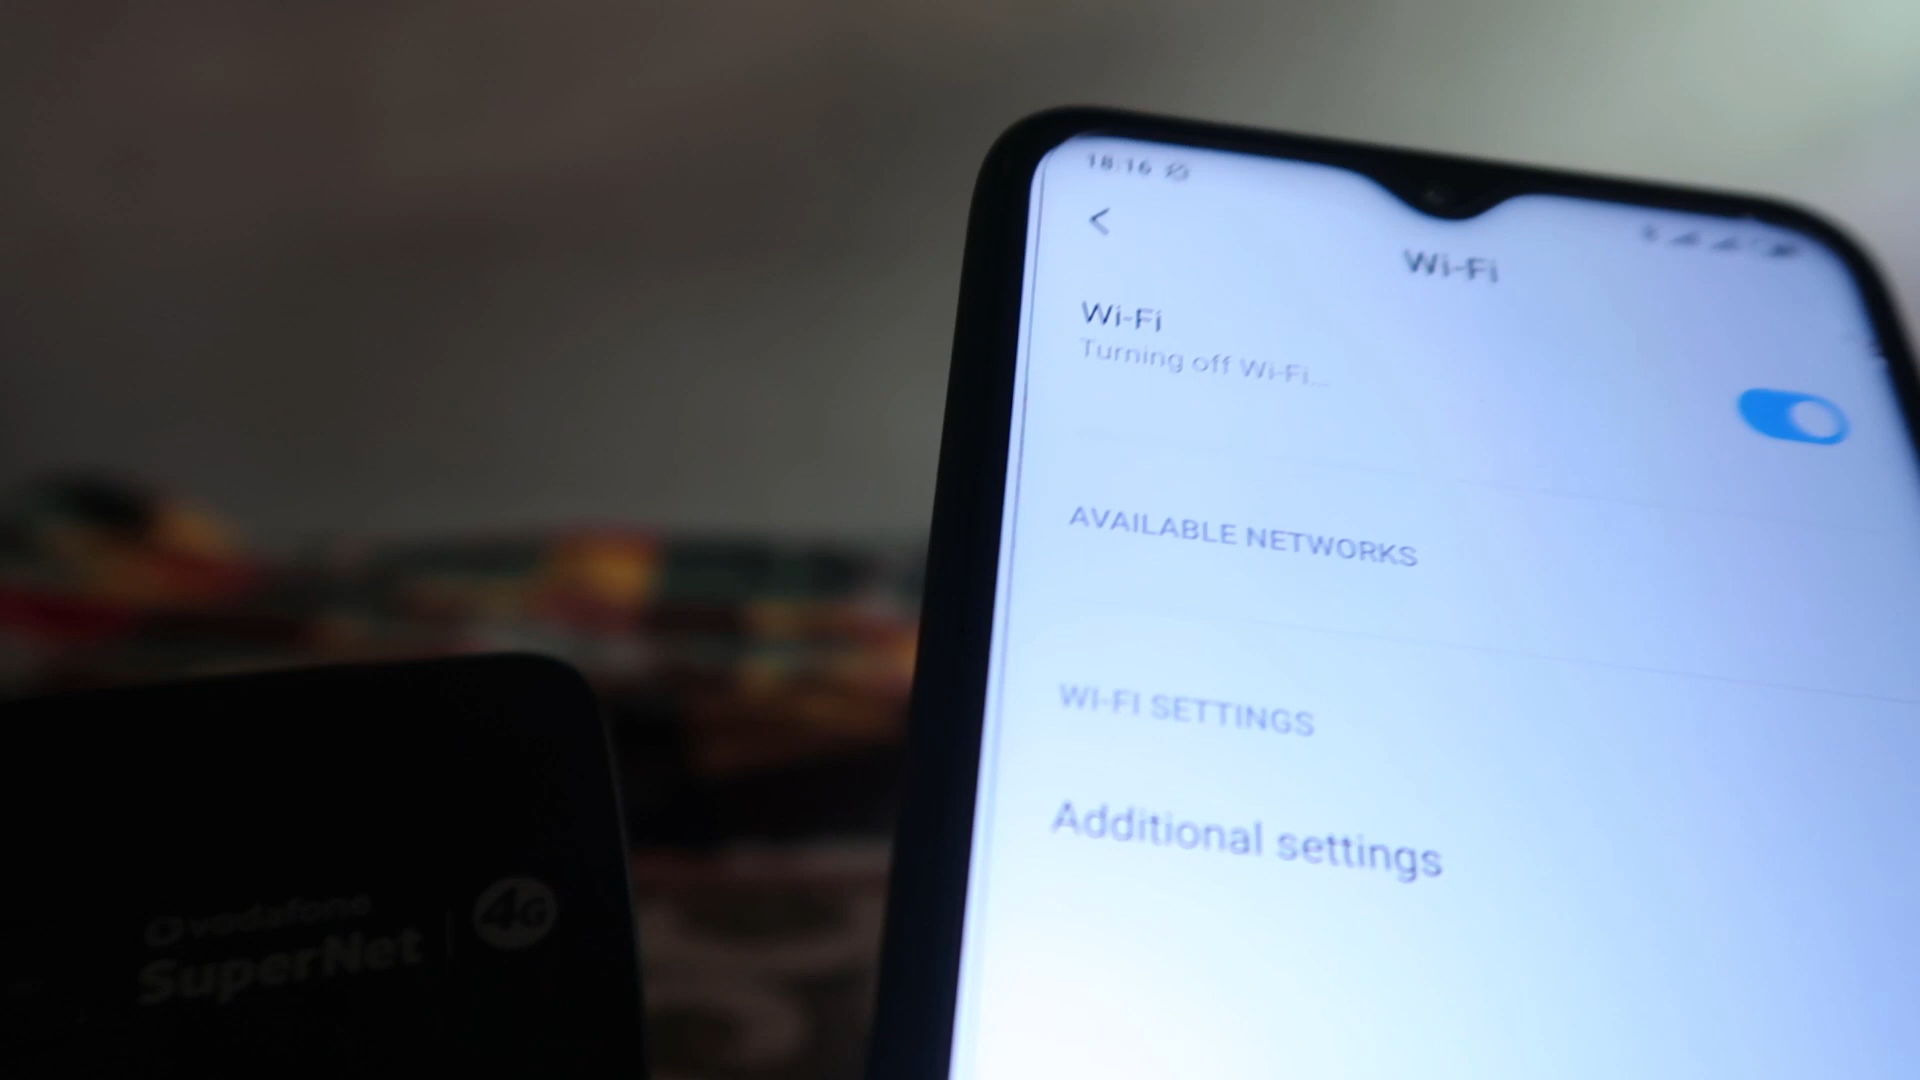 18:16
Wi-Fi
Wi-Fi
Turning off Wi-Fi...
AVAILABLE NETWORKS
WI-FI SETTINGS
Additional settings
vodafone
SuperNet
4G